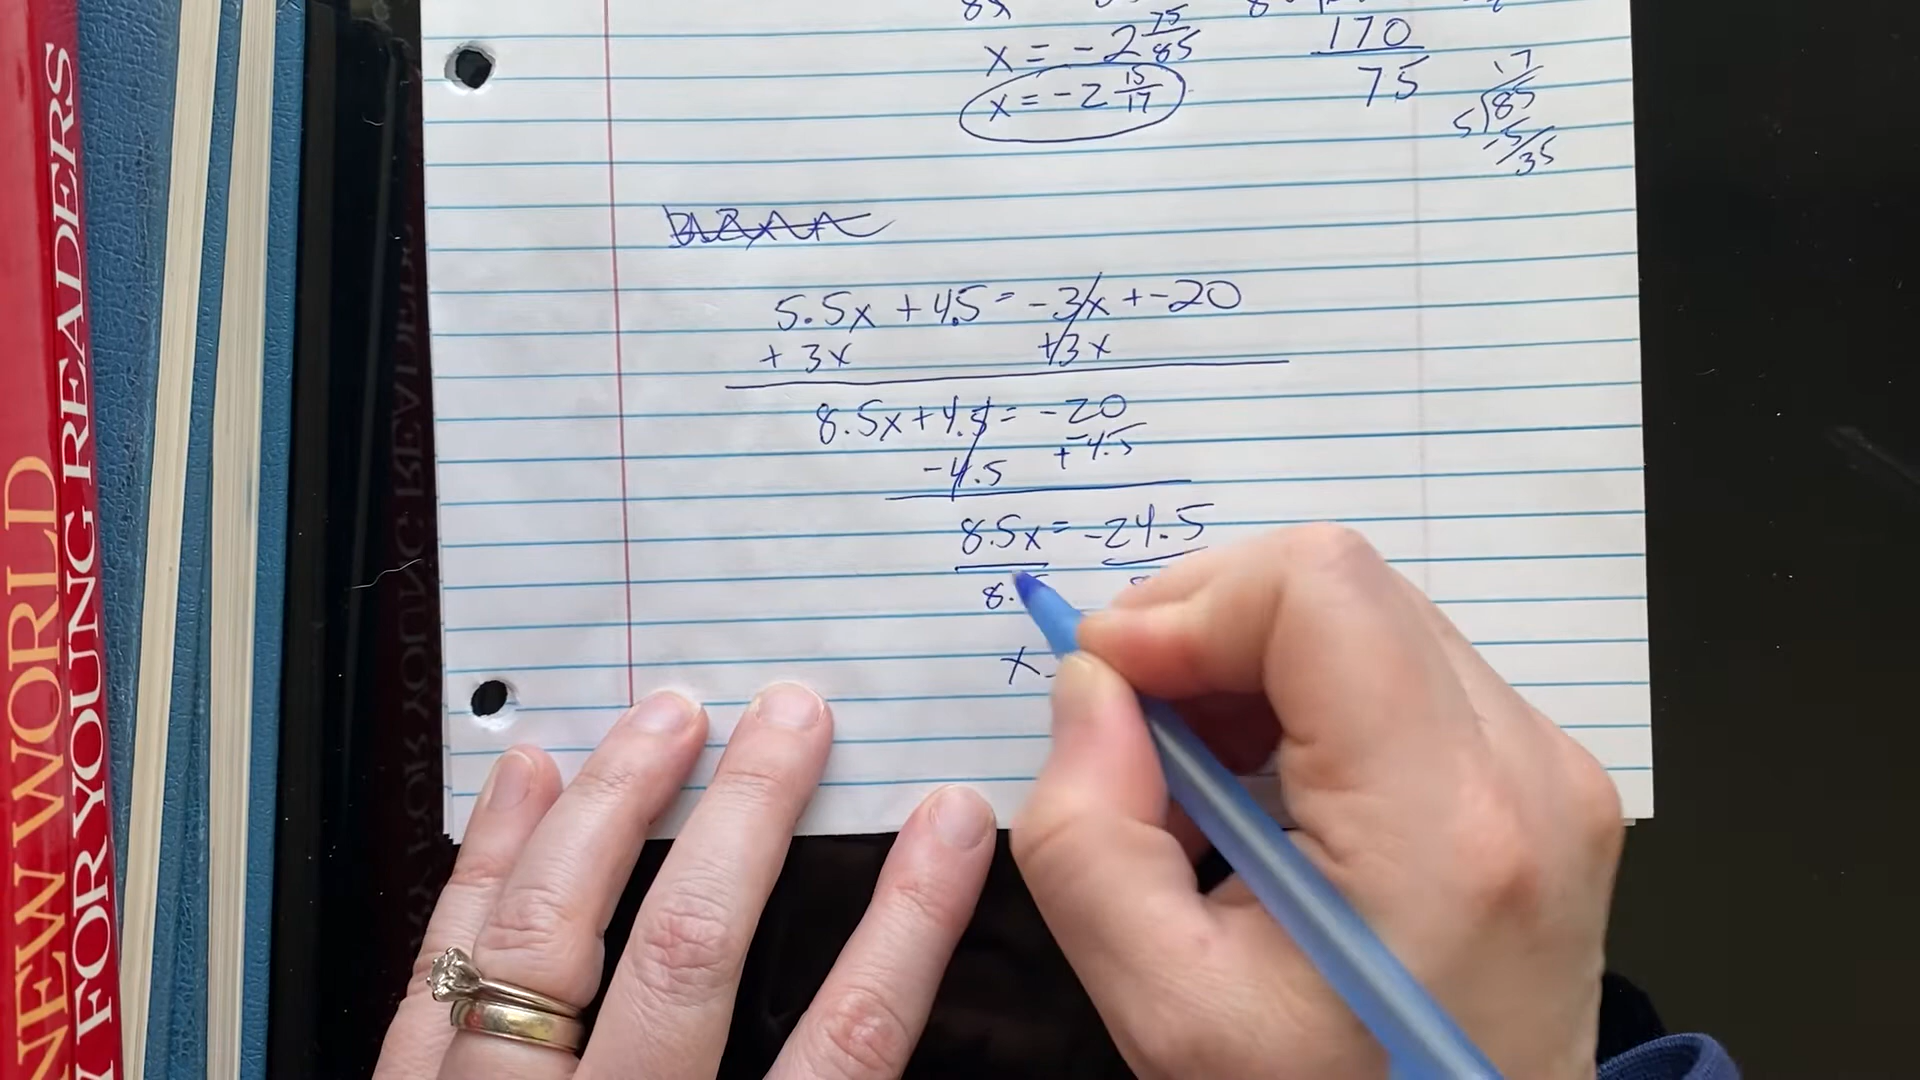 8x
x = -2 75/85
170
x = -2 15/17
75
17
5)85
-5
35
5.5x + 4.5 = -3x + -20
+ 3x +3x
8.5x + 4.5 = -20
-4.5 + -4.5
8.5x = -24.5
8.
x
NEW WORLD
FOR YOUNG READERS